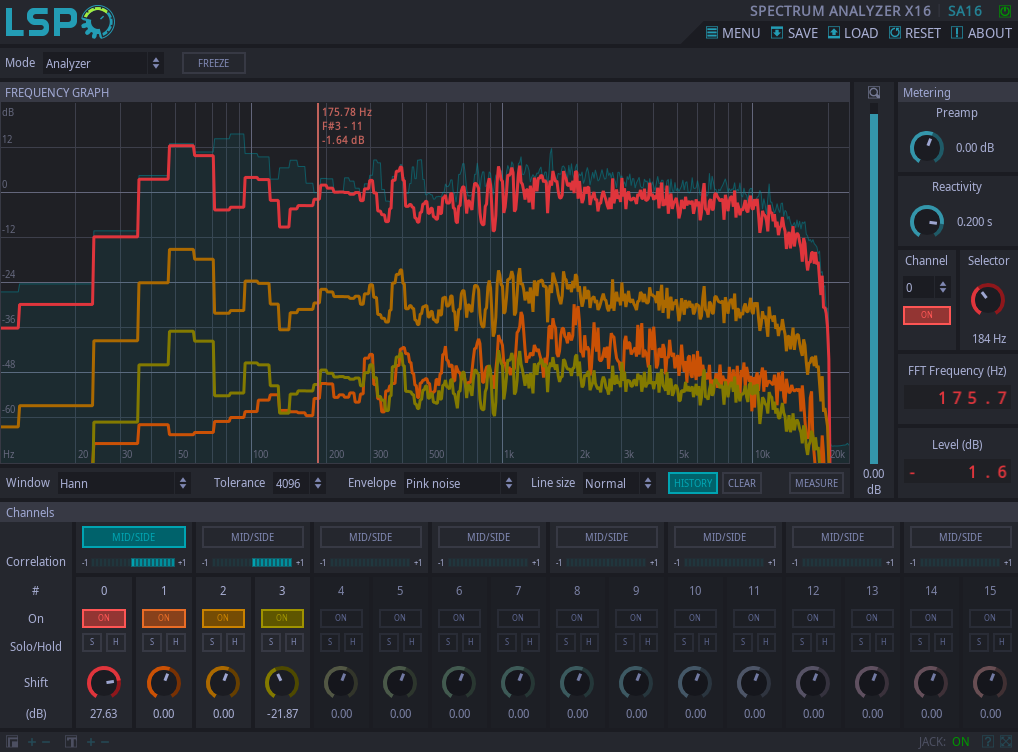 LSP
SPECTRUM ANALYZER X16 SA16
MENU SAVE LOAD RESET ABOUT
Mode Analyzer FREEZE
FREQUENCY GRAPH
Metering
dB
12
0
-12
-24
-36
-48
-60
175.78 Hz
F#3 - 11
-1.64 dB
Hz 20 30 50 100 200 300 500 1k 2k 3k 5k 10k 20k
0.00
dB
Preamp
0.00 dB
Reactivity
0.200 s
Channel Selector
0
ON
184 Hz
FFT Frequency (Hz)
175.7
Level (dB)
- 1.6
Window Hann Tolerance 4096 Envelope Pink noise Line size Normal HISTORY CLEAR MEASURE
Channels
MID/SIDE MID/SIDE MID/SIDE MID/SIDE MID/SIDE MID/SIDE MID/SIDE MID/SIDE
Correlation -1 +1 -1 +1 -1 +1 -1 +1 -1 +1 -1 +1 -1 +1 -1 +1
# 0 1 2 3 4 5 6 7 8 9 10 11 12 13 14 15
On ON ON ON ON ON ON ON ON ON ON ON ON ON ON ON ON
Solo/Hold S H S H S H S H S H S H S H S H S H S H S H S H S H S H S H S H
Shift
(dB) 27.63 0.00 0.00 -21.87 0.00 0.00 0.00 0.00 0.00 0.00 0.00 0.00 0.00 0.00 0.00 0.00
JACK: ON